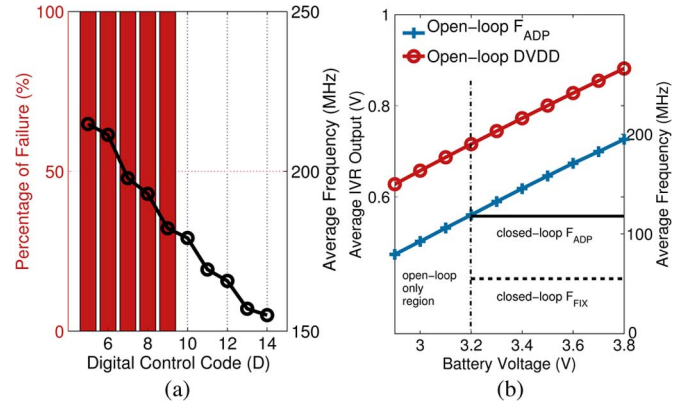 100
50
0
Percentage of Failure (%)
6
8
10
12
14
Digital Control Code (D)
250
200
150
Average Frequency (MHz)
(a)
1
0.8
0.6
Average IVR Output (V)
Open-loop F_ADP
Open-loop DVDD
closed-loop F_ADP
open-loop
only
region
closed-loop F_FIX
3
3.2
3.4
3.6
3.8
Battery Voltage (V)
200
100
0
Average Frequency (MHz)
(b)